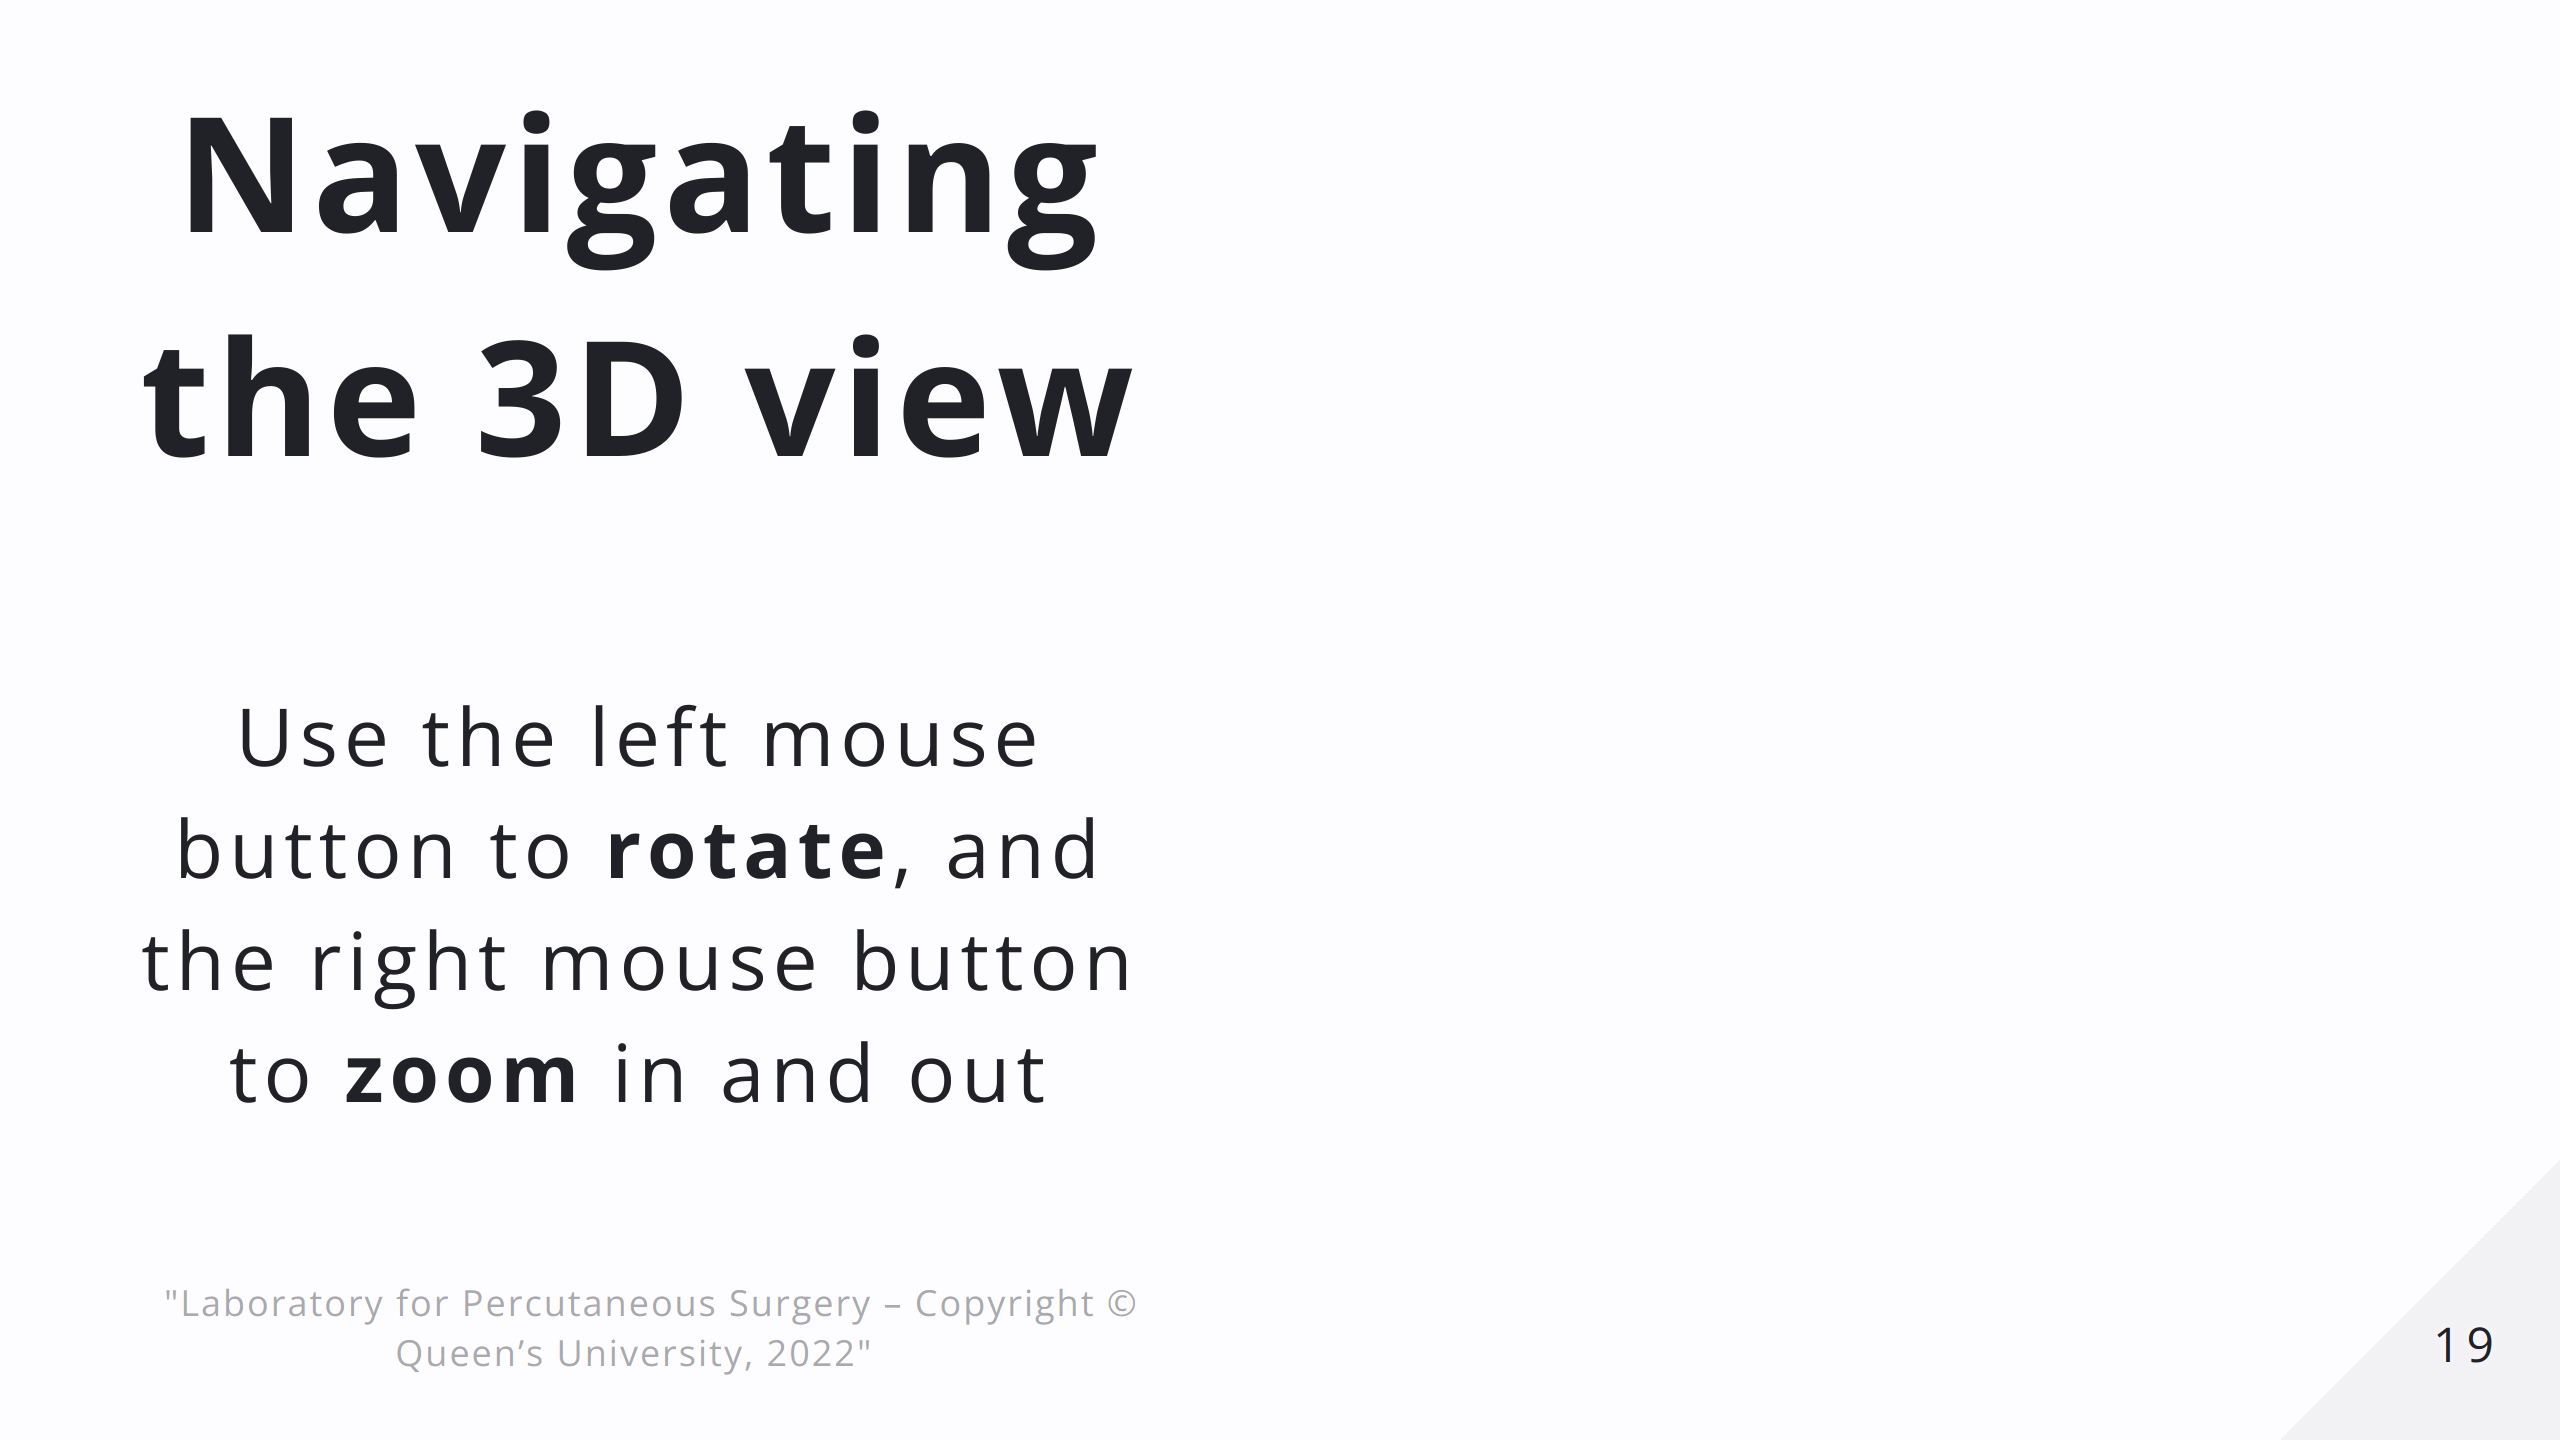 Navigating
the 3D view
Use the left mouse
button to rotate, and
the right mouse button
to zoom in and out
"Laboratory for Percutaneous Surgery – Copyright ©
Queen’s University, 2022"
19